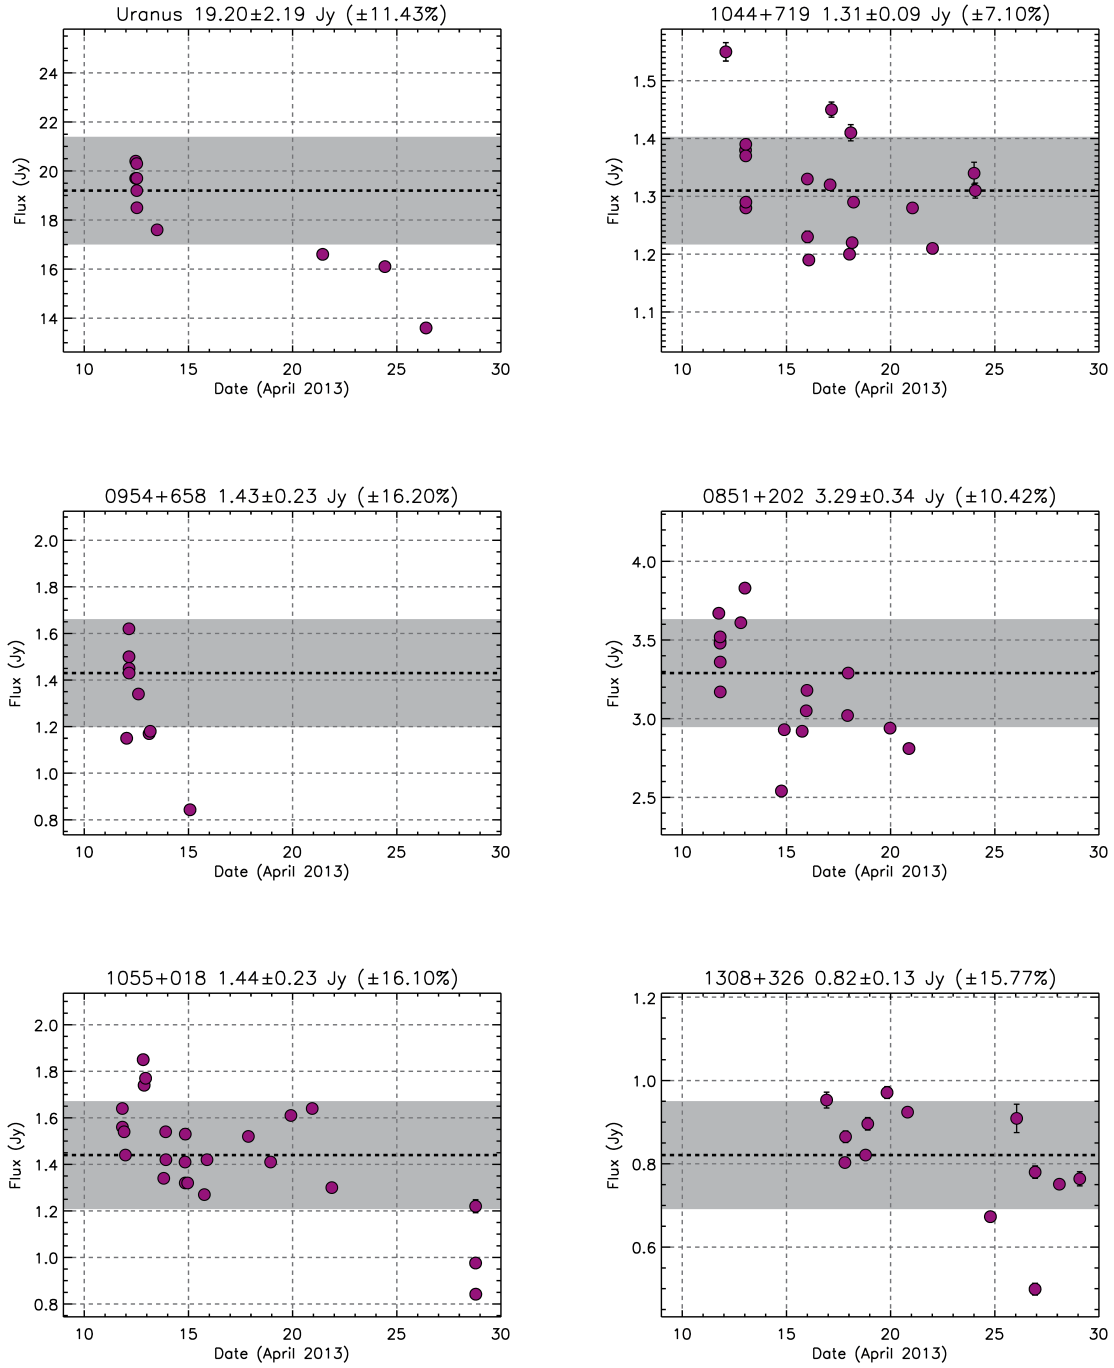 Uranus 19.20±2.19 Jy (±11.43%)
Flux (Jy)
24
22
20
18
16
14
10 15 20 25 30
Date (April 2013)
1044+719 1.31±0.09 Jy (±7.10%)
Flux (Jy)
1.5
1.4
1.3
1.2
1.1
10 15 20 25 30
Date (April 2013)
0954+658 1.43±0.23 Jy (±16.20%)
Flux (Jy)
2.0
1.8
1.6
1.4
1.2
1.0
0.8
10 15 20 25 30
Date (April 2013)
0851+202 3.29±0.34 Jy (±10.42%)
Flux (Jy)
4.0
3.5
3.0
2.5
10 15 20 25 30
Date (April 2013)
1055+018 1.44±0.23 Jy (±16.10%)
Flux (Jy)
2.0
1.8
1.6
1.4
1.2
1.0
0.8
10 15 20 25 30
Date (April 2013)
1308+326 0.82±0.13 Jy (±15.77%)
Flux (Jy)
1.2
1.0
0.8
0.6
10 15 20 25 30
Date (April 2013)